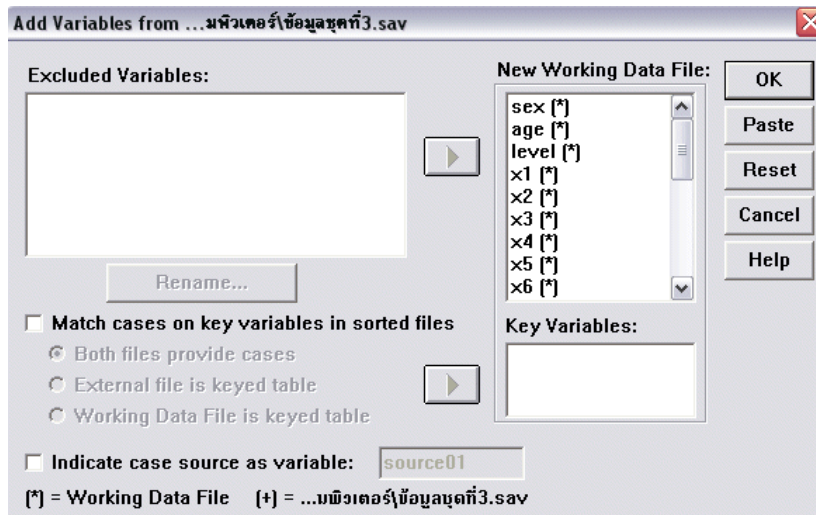 Add Variables from ...มพิวเตอร์\ข้อมูลชุดที่3.sav
Excluded Variables:
Rename...
Match cases on key variables in sorted files
Both files provide cases
External file is keyed table
Working Data File is keyed table
Indicate case source as variable:
source01
New Working Data File:
sex (*)
age (*)
level (*)
x1 (*)
x2 (*)
x3 (*)
x4 (*)
x5 (*)
x6 (*)
Key Variables:
OK
Paste
Reset
Cancel
Help
(*) = Working Data File (+) = ...มพิวเตอร์\ข้อมูลชุดที่3.sav